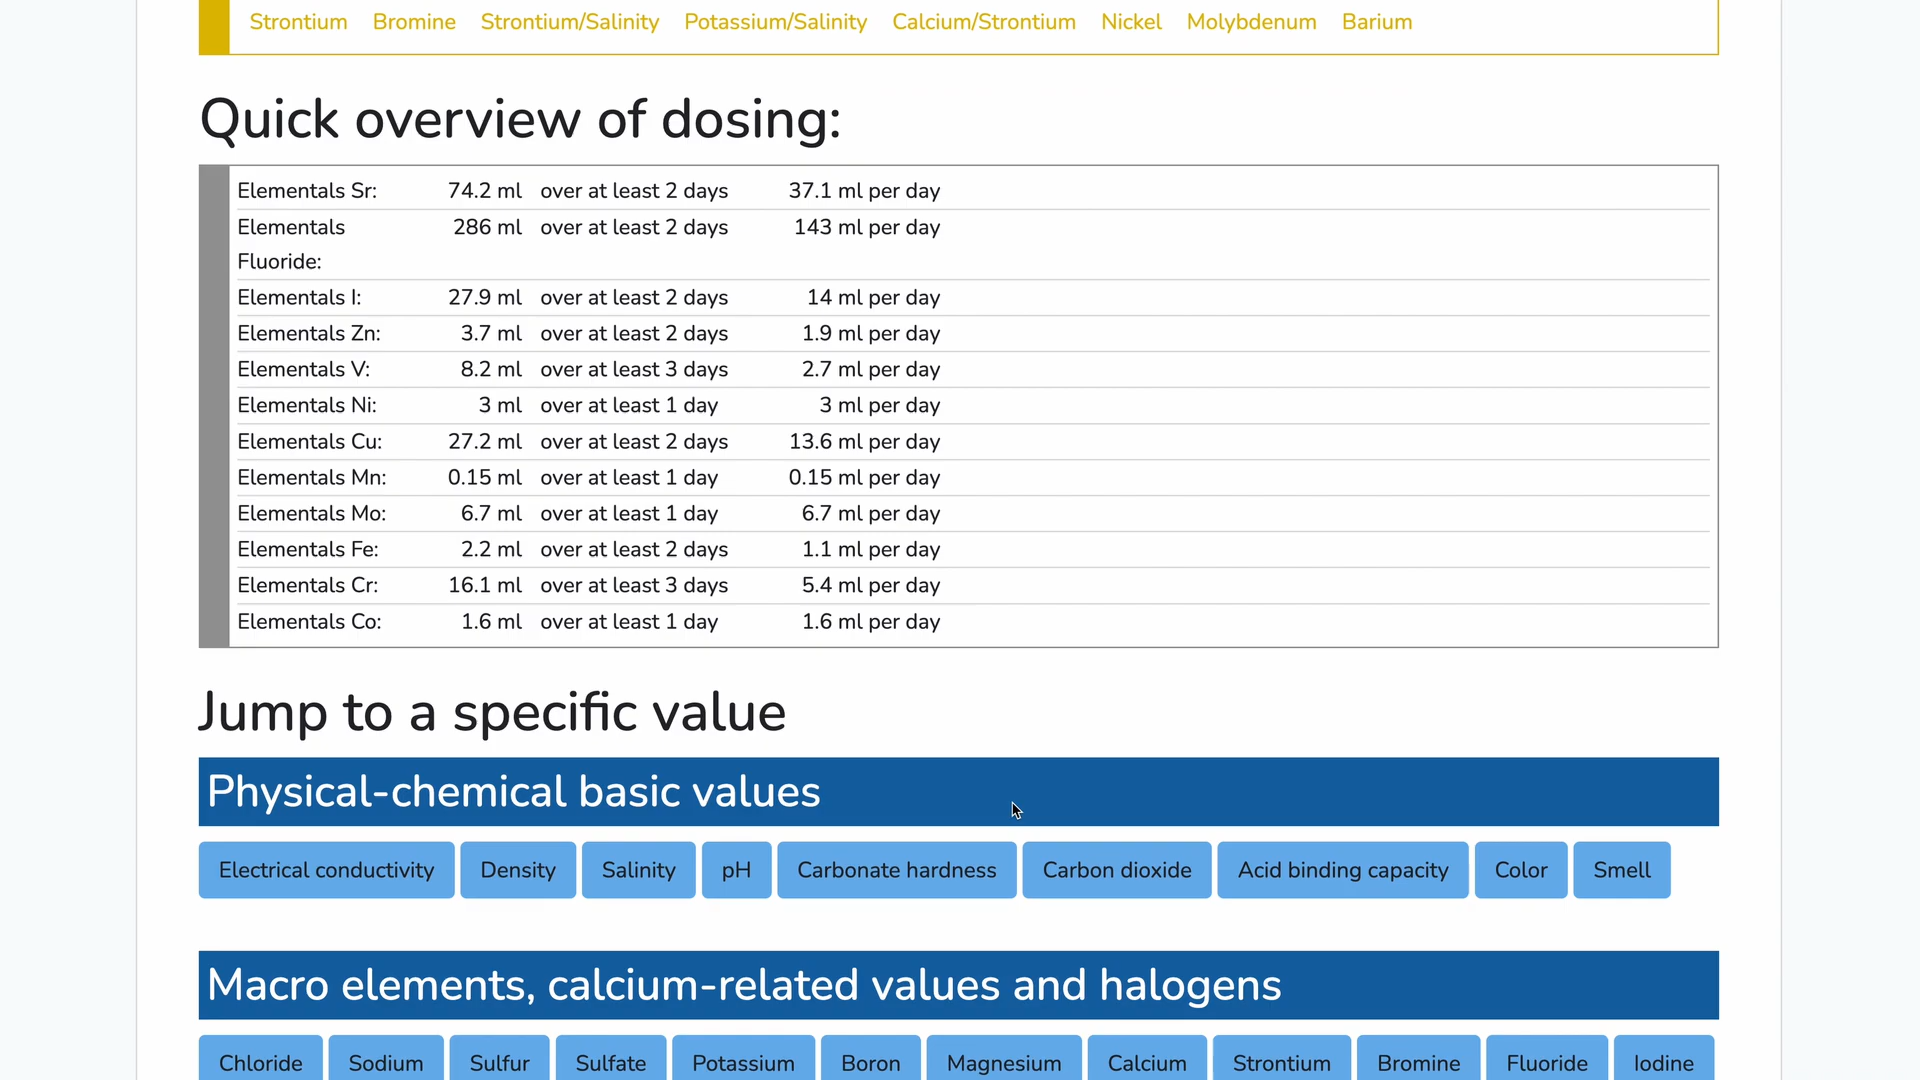 Strontium Bromine Strontium/Salinity Potassium/Salinity Calcium/Strontium Nickel Molybdenum Barium
Quick overview of dosing:
Elementals Sr: 74.2 ml over at least 2 days 37.1 ml per day
Elementals 286 ml over at least 2 days 143 ml per day
Fluoride:
Elementals I: 27.9 ml over at least 2 days 14 ml per day
Elementals Zn: 3.7 ml over at least 2 days 1.9 ml per day
Elementals V: 8.2 ml over at least 3 days 2.7 ml per day
Elementals Ni: 3 ml over at least 1 day 3 ml per day
Elementals Cu: 27.2 ml over at least 2 days 13.6 ml per day
Elementals Mn: 0.15 ml over at least 1 day 0.15 ml per day
Elementals Mo: 6.7 ml over at least 1 day 6.7 ml per day
Elementals Fe: 2.2 ml over at least 2 days 1.1 ml per day
Elementals Cr: 16.1 ml over at least 3 days 5.4 ml per day
Elementals Co: 1.6 ml over at least 1 day 1.6 ml per day
Jump to a specific value
Physical-chemical basic values
Electrical conductivity Density Salinity pH Carbonate hardness Carbon dioxide Acid binding capacity Color Smell
Macro elements, calcium-related values and halogens
Chloride Sodium Sulfur Sulfate Potassium Boron Magnesium Calcium Strontium Bromine Fluoride Iodine